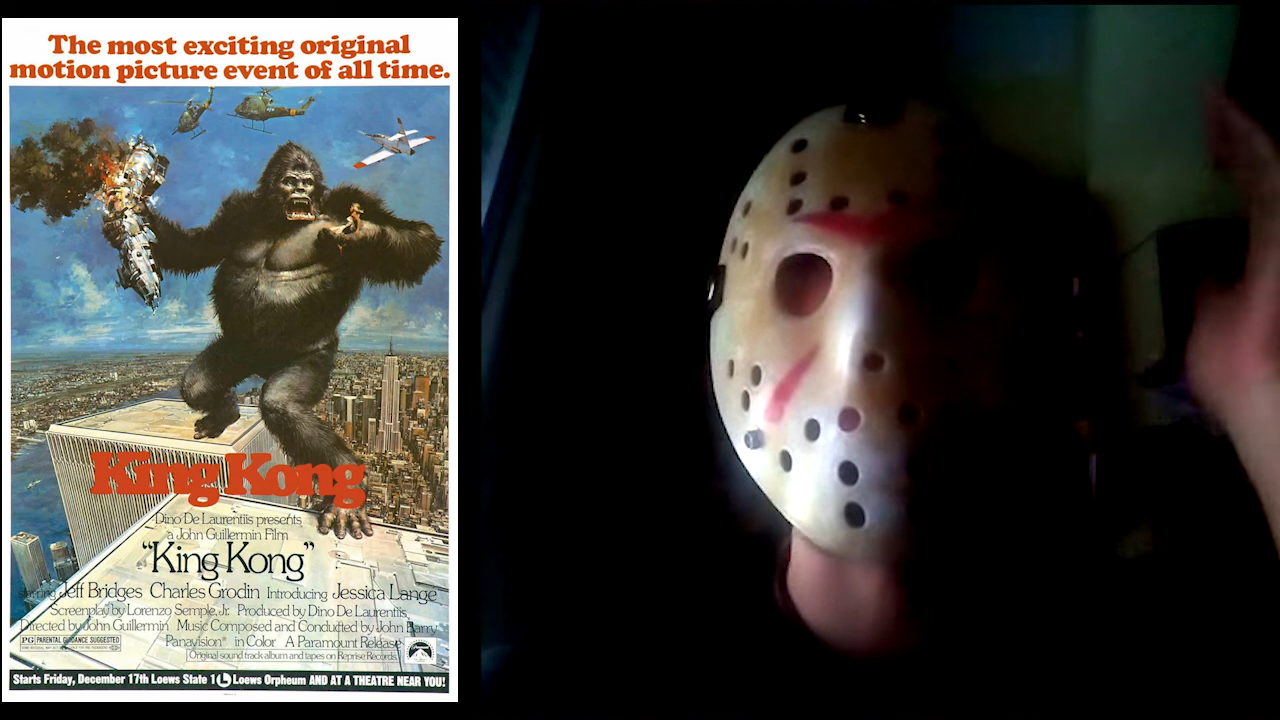 The most exciting original
motion picture event of all time.
King Kong
Dino De Laurentiis presents
a John Guillermin Film
“King Kong”
starring Jeff Bridges Charles Grodin Introducing Jessica Lange
Screenplay by Lorenzo Semple, Jr. Produced by Dino De Laurentiis
Directed by John Guillermin Music Composed and Conducted by John Barry
Panavision® in Color A Paramount Release
PG PARENTAL GUIDANCE SUGGESTED
Original sound track album and tapes on Reprise Records
Starts Friday, December 17th Loews State 1 Loews Orpheum AND AT A THEATRE NEAR YOU!